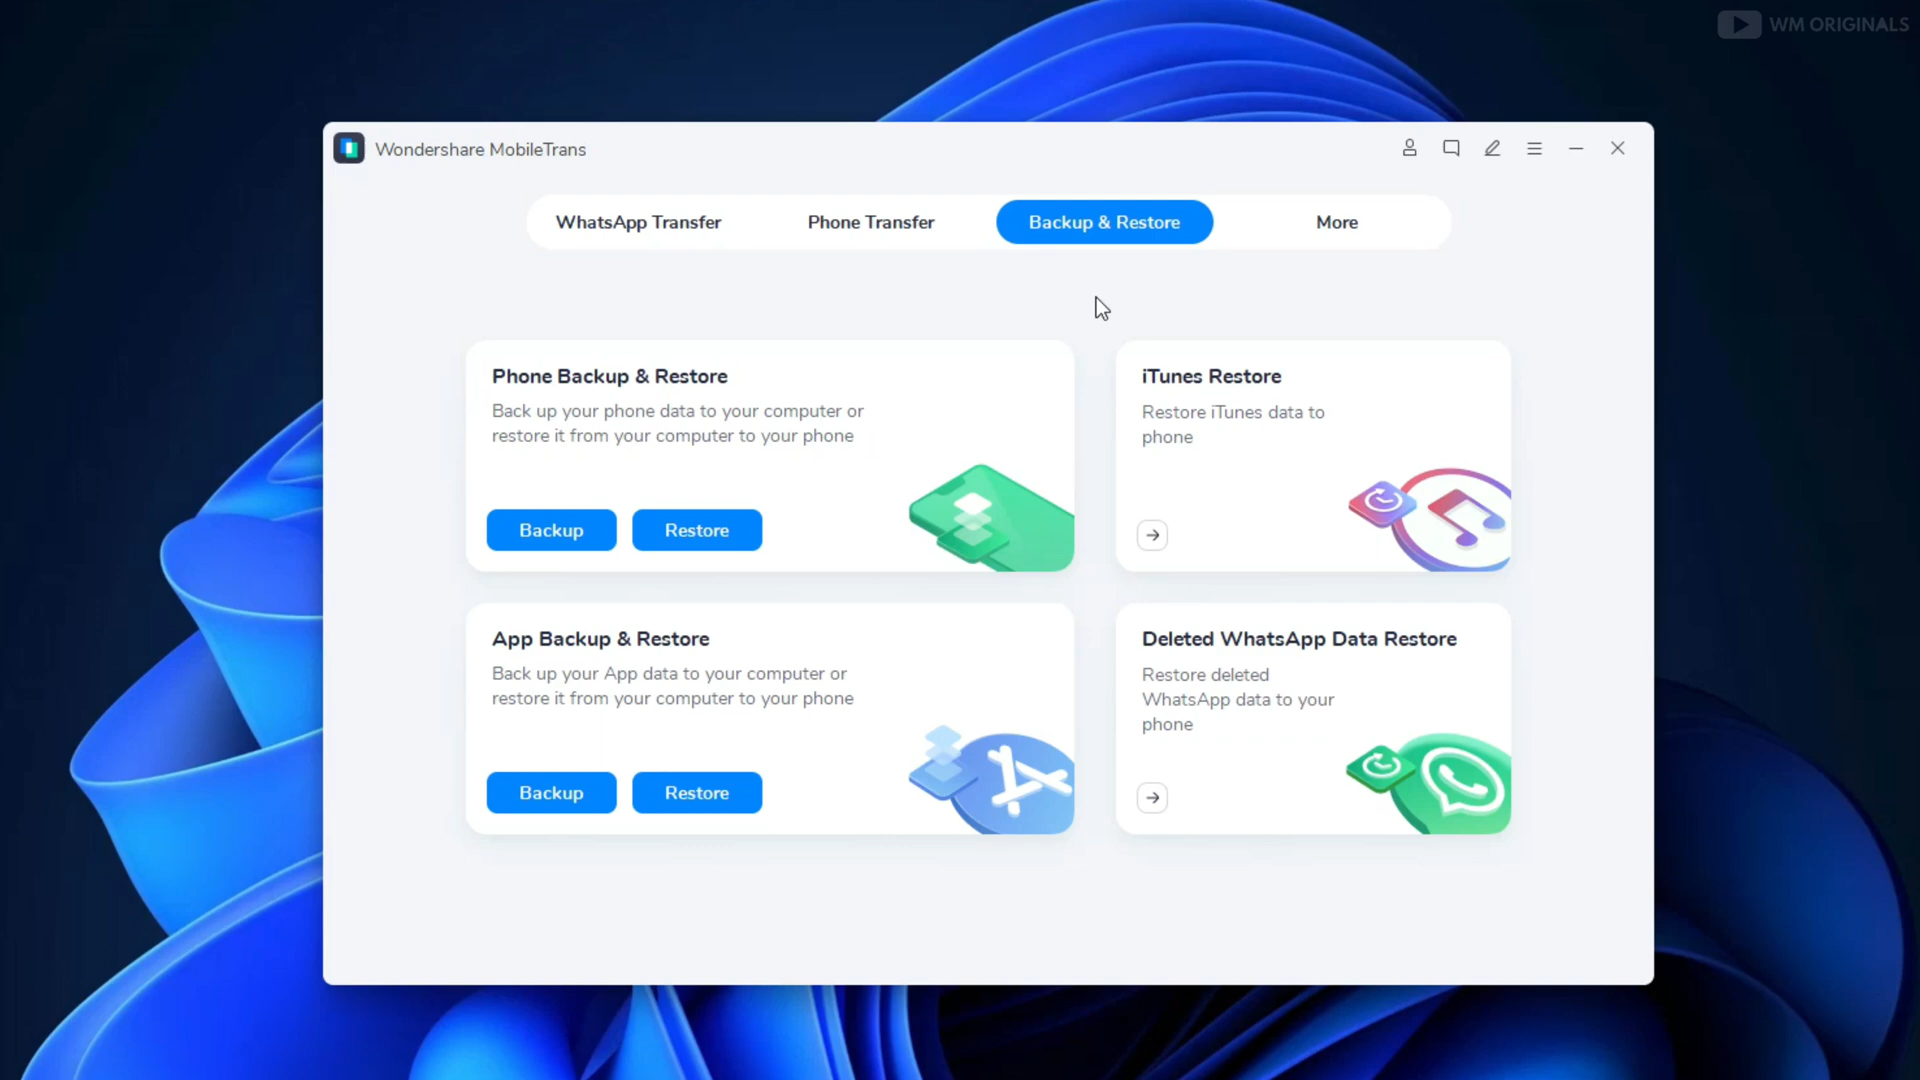 WM ORIGINALS
Wondershare MobileTrans
WhatsApp Transfer
Phone Transfer
Backup & Restore
More
Phone Backup & Restore
Back up your phone data to your computer or
restore it from your computer to your phone
Backup
Restore
iTunes Restore
Restore iTunes data to
phone
App Backup & Restore
Back up your App data to your computer or
restore it from your computer to your phone
Backup
Restore
Deleted WhatsApp Data Restore
Restore deleted
WhatsApp data to your
phone